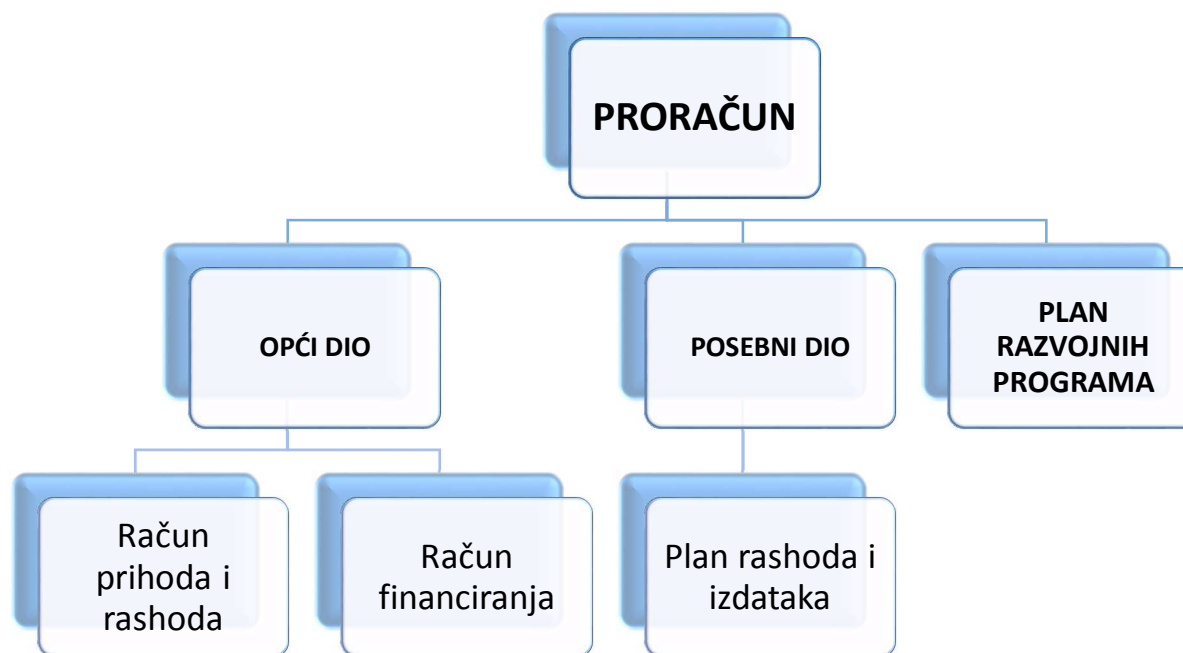 PRORAČUN
OPĆI DIO
POSEBNI DIO
PLAN
RAZVOJNIH
PROGRAMA
Račun
prihoda i
rashoda
Račun
financiranja
Plan rashoda i
izdataka